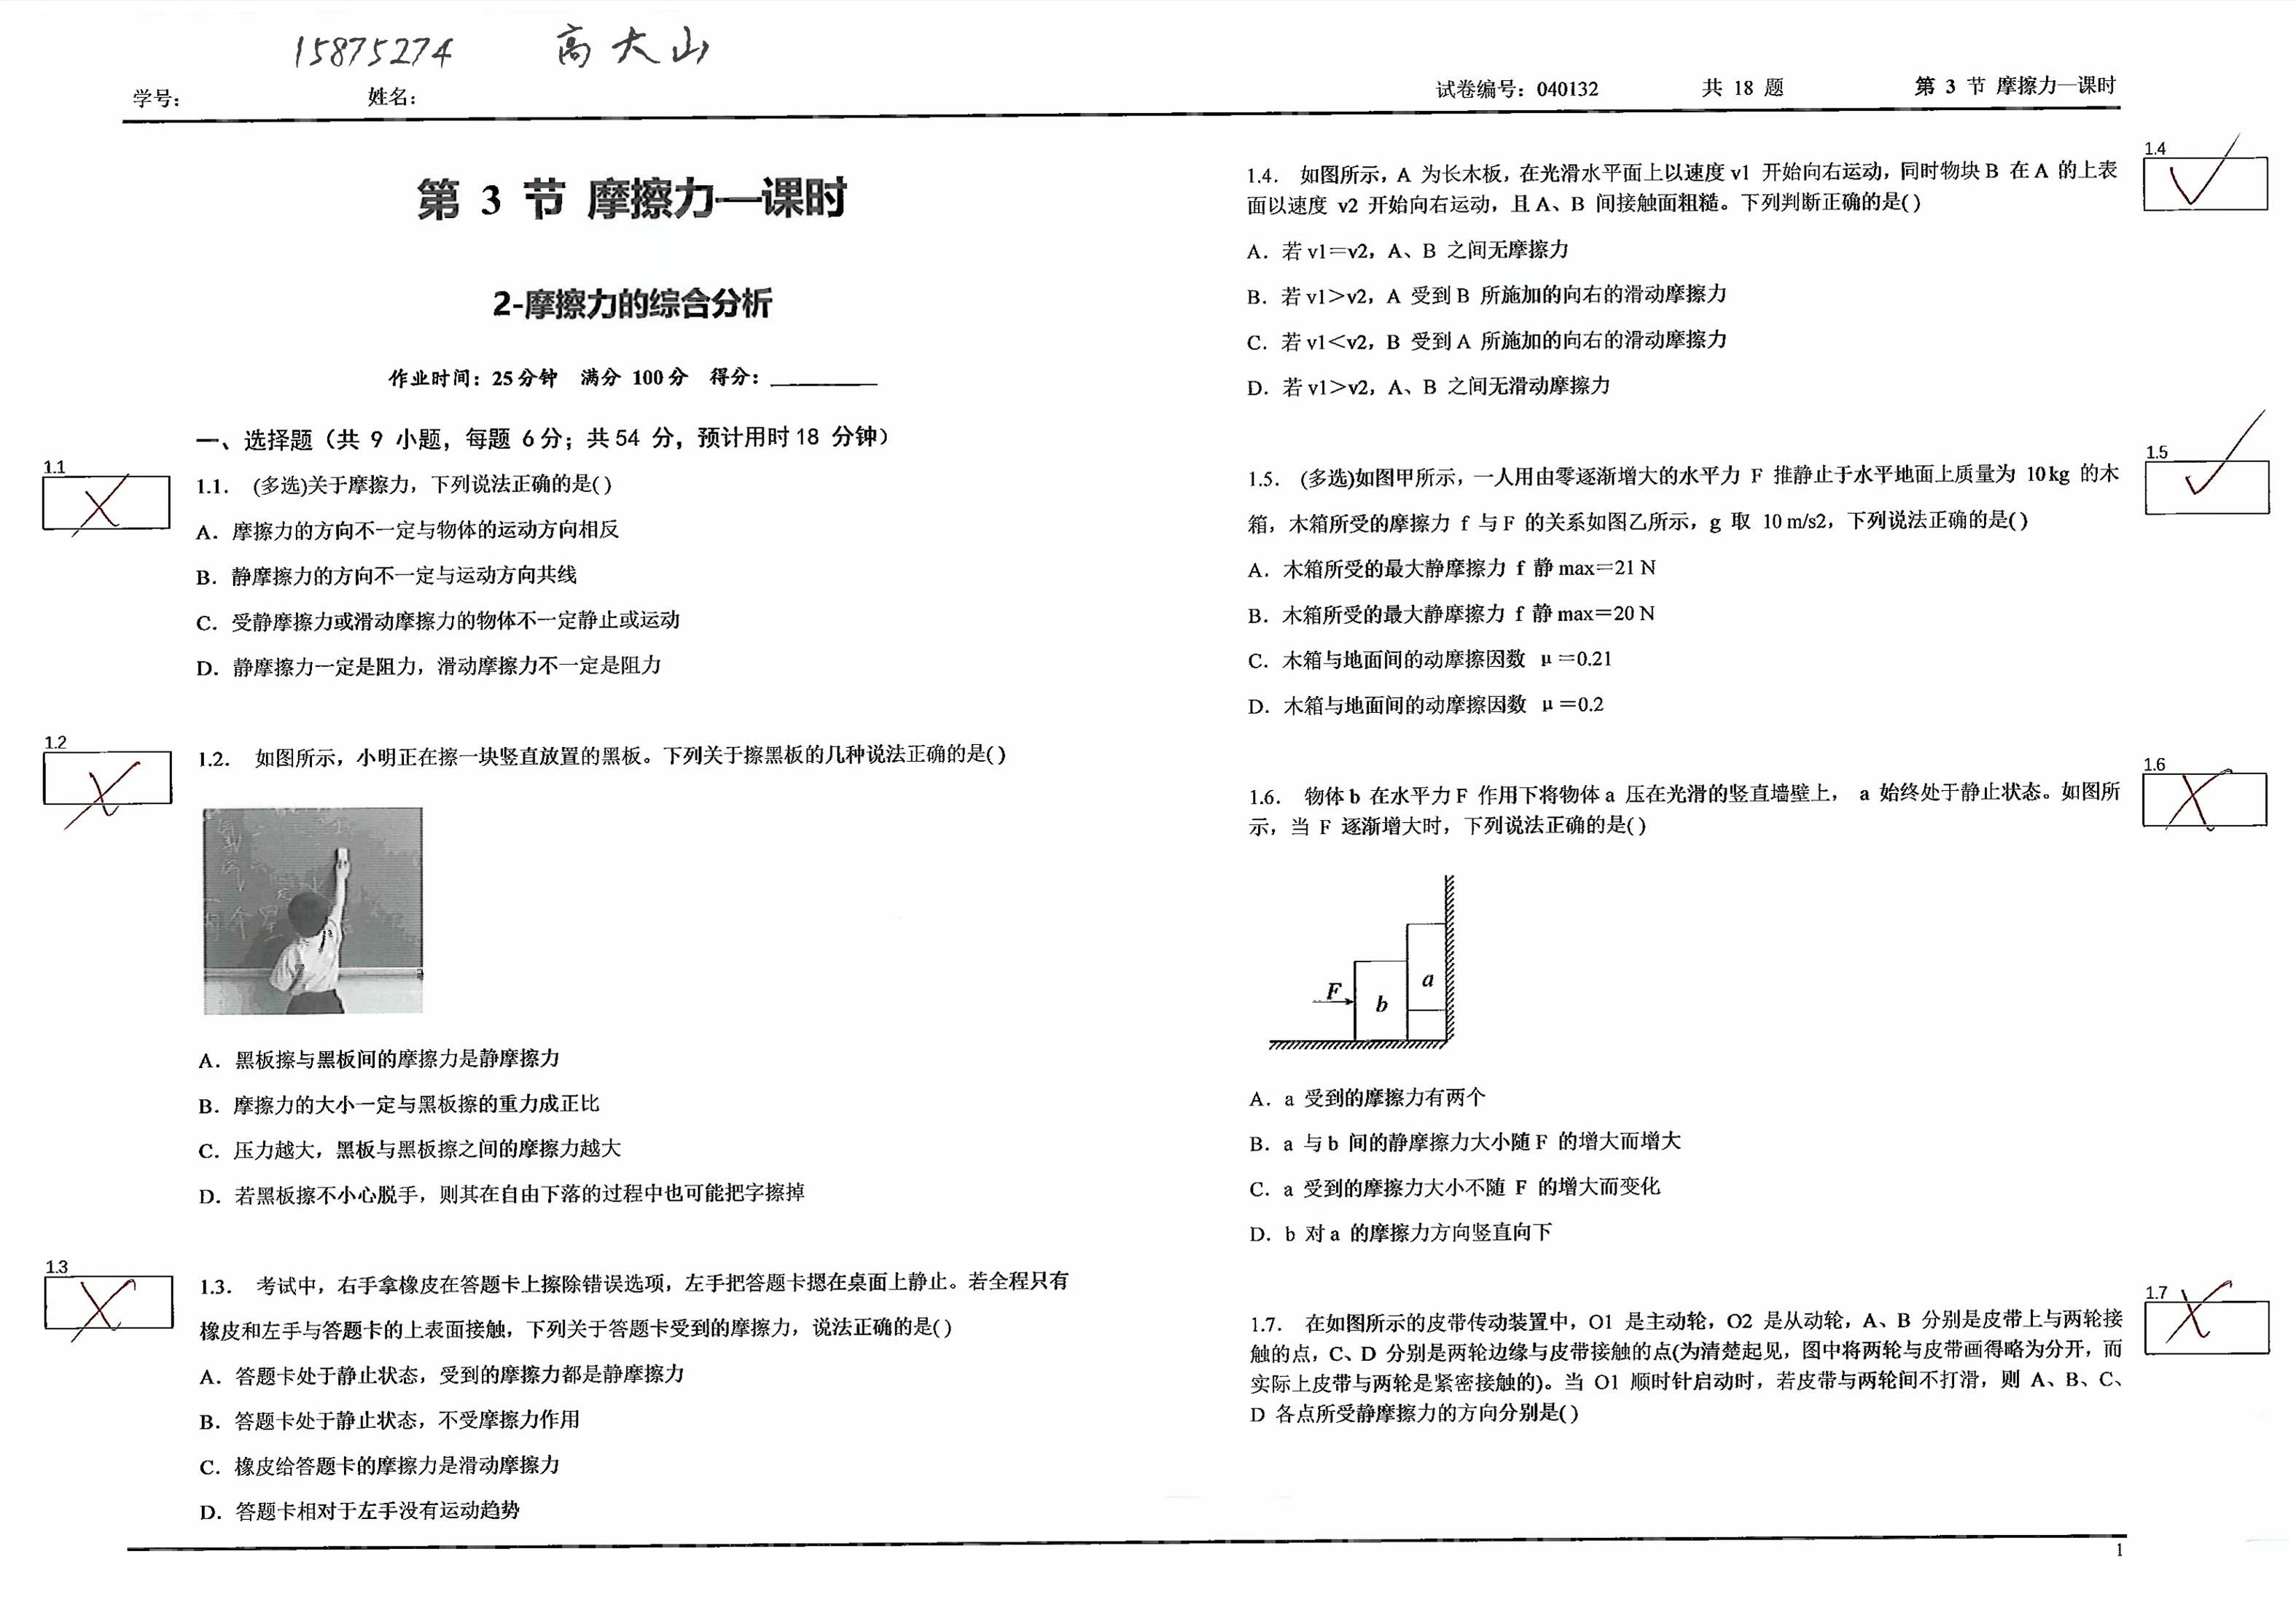 15875274 高大山
学号： 姓名： 试卷编号：040132 共 18 题 第 3 节 摩擦力—课时
第 3 节 摩擦力—课时
2-摩擦力的综合分析
作业时间：25分钟 满分 100分 得分：________
一、选择题（共 9 小题，每题 6分；共54 分，预计用时18 分钟）
1.1
1.1. (多选)关于摩擦力，下列说法正确的是( )
A. 摩擦力的方向不一定与物体的运动方向相反
B. 静摩擦力的方向不一定与运动方向共线
C. 受静摩擦力或滑动摩擦力的物体不一定静止或运动
D. 静摩擦力一定是阻力，滑动摩擦力不一定是阻力
1.2
1.2. 如图所示，小明正在擦一块竖直放置的黑板。下列关于擦黑板的几种说法正确的是( )
A. 黑板擦与黑板间的摩擦力是静摩擦力
B. 摩擦力的大小一定与黑板擦的重力成正比
C. 压力越大，黑板与黑板擦之间的摩擦力越大
D. 若黑板擦不小心脱手，则其在自由下落的过程中也可能把字擦掉
1.3
1.3. 考试中，右手拿橡皮在答题卡上擦除错误选项，左手把答题卡摁在桌面上静止。若全程只有
橡皮和左手与答题卡的上表面接触，下列关于答题卡受到的摩擦力，说法正确的是( )
A. 答题卡处于静止状态，受到的摩擦力都是静摩擦力
B. 答题卡处于静止状态，不受摩擦力作用
C. 橡皮给答题卡的摩擦力是滑动摩擦力
D. 答题卡相对于左手没有运动趋势
1.4
1.4. 如图所示，A 为长木板，在光滑水平面上以速度v1 开始向右运动，同时物块B 在A 的上表
面以速度 v2 开始向右运动，且A、B 间接触面粗糙。下列判断正确的是( )
A. 若v1＝v2，A、B 之间无摩擦力
B. 若v1＞v2，A 受到B 所施加的向右的滑动摩擦力
C. 若v1＜v2，B 受到A 所施加的向右的滑动摩擦力
D. 若v1＞v2，A、B 之间无滑动摩擦力
1.5
1.5. (多选)如图甲所示，一人用由零逐渐增大的水平力 F 推静止于水平地面上质量为 10kg 的木
箱，木箱所受的摩擦力 f 与F 的关系如图乙所示，g 取 10 m/s2，下列说法正确的是( )
A. 木箱所受的最大静摩擦力 f 静max＝21 N
B. 木箱所受的最大静摩擦力 f 静max＝20 N
C. 木箱与地面间的动摩擦因数 μ＝0.21
D. 木箱与地面间的动摩擦因数 μ＝0.2
1.6
1.6. 物体b 在水平力F 作用下将物体a 压在光滑的竖直墙壁上， a 始终处于静止状态。如图所
示，当 F 逐渐增大时，下列说法正确的是( )
F
b
a
A. a 受到的摩擦力有两个
B. a 与b 间的静摩擦力大小随F 的增大而增大
C. a 受到的摩擦力大小不随 F 的增大而变化
D. b 对a 的摩擦力方向竖直向下
1.7
1.7. 在如图所示的皮带传动装置中，O1 是主动轮，O2 是从动轮，A、B 分别是皮带上与两轮接
触的点，C、D 分别是两轮边缘与皮带接触的点(为清楚起见，图中将两轮与皮带画得略为分开，而
实际上皮带与两轮是紧密接触的)。当 O1 顺时针启动时，若皮带与两轮间不打滑，则 A、B、C、
D 各点所受静摩擦力的方向分别是( )
1